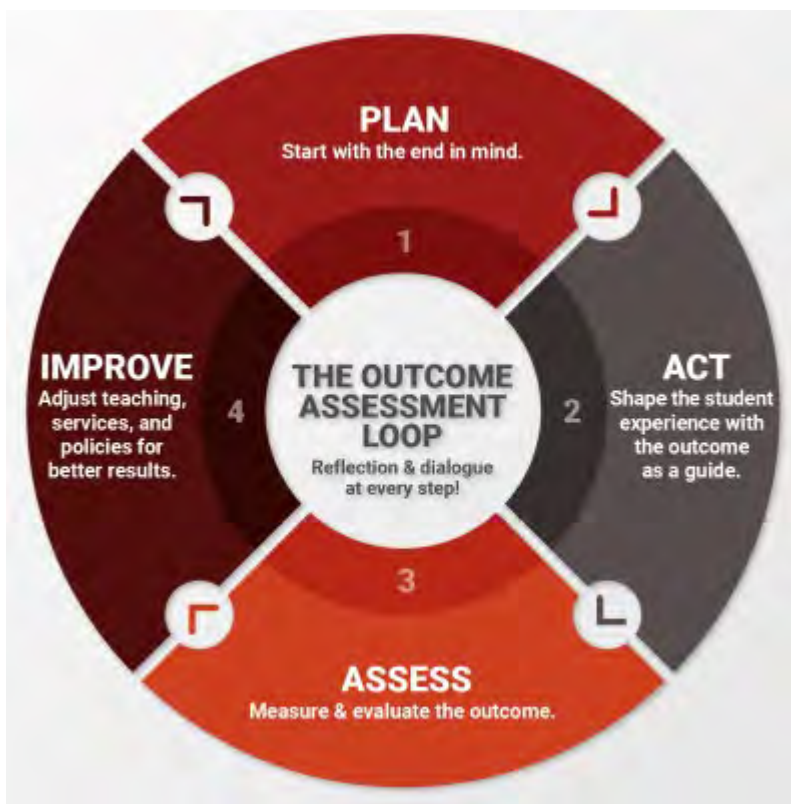 PLAN
Start with the end in mind.
1
ACT
Shape the student
experience with
the outcome
as a guide.
2
ASSESS
Measure & evaluate the outcome.
3
IMPROVE
Adjust teaching,
services, and
policies for
better results.
4
THE OUTCOME
ASSESSMENT
LOOP
Reflection & dialogue
at every step!